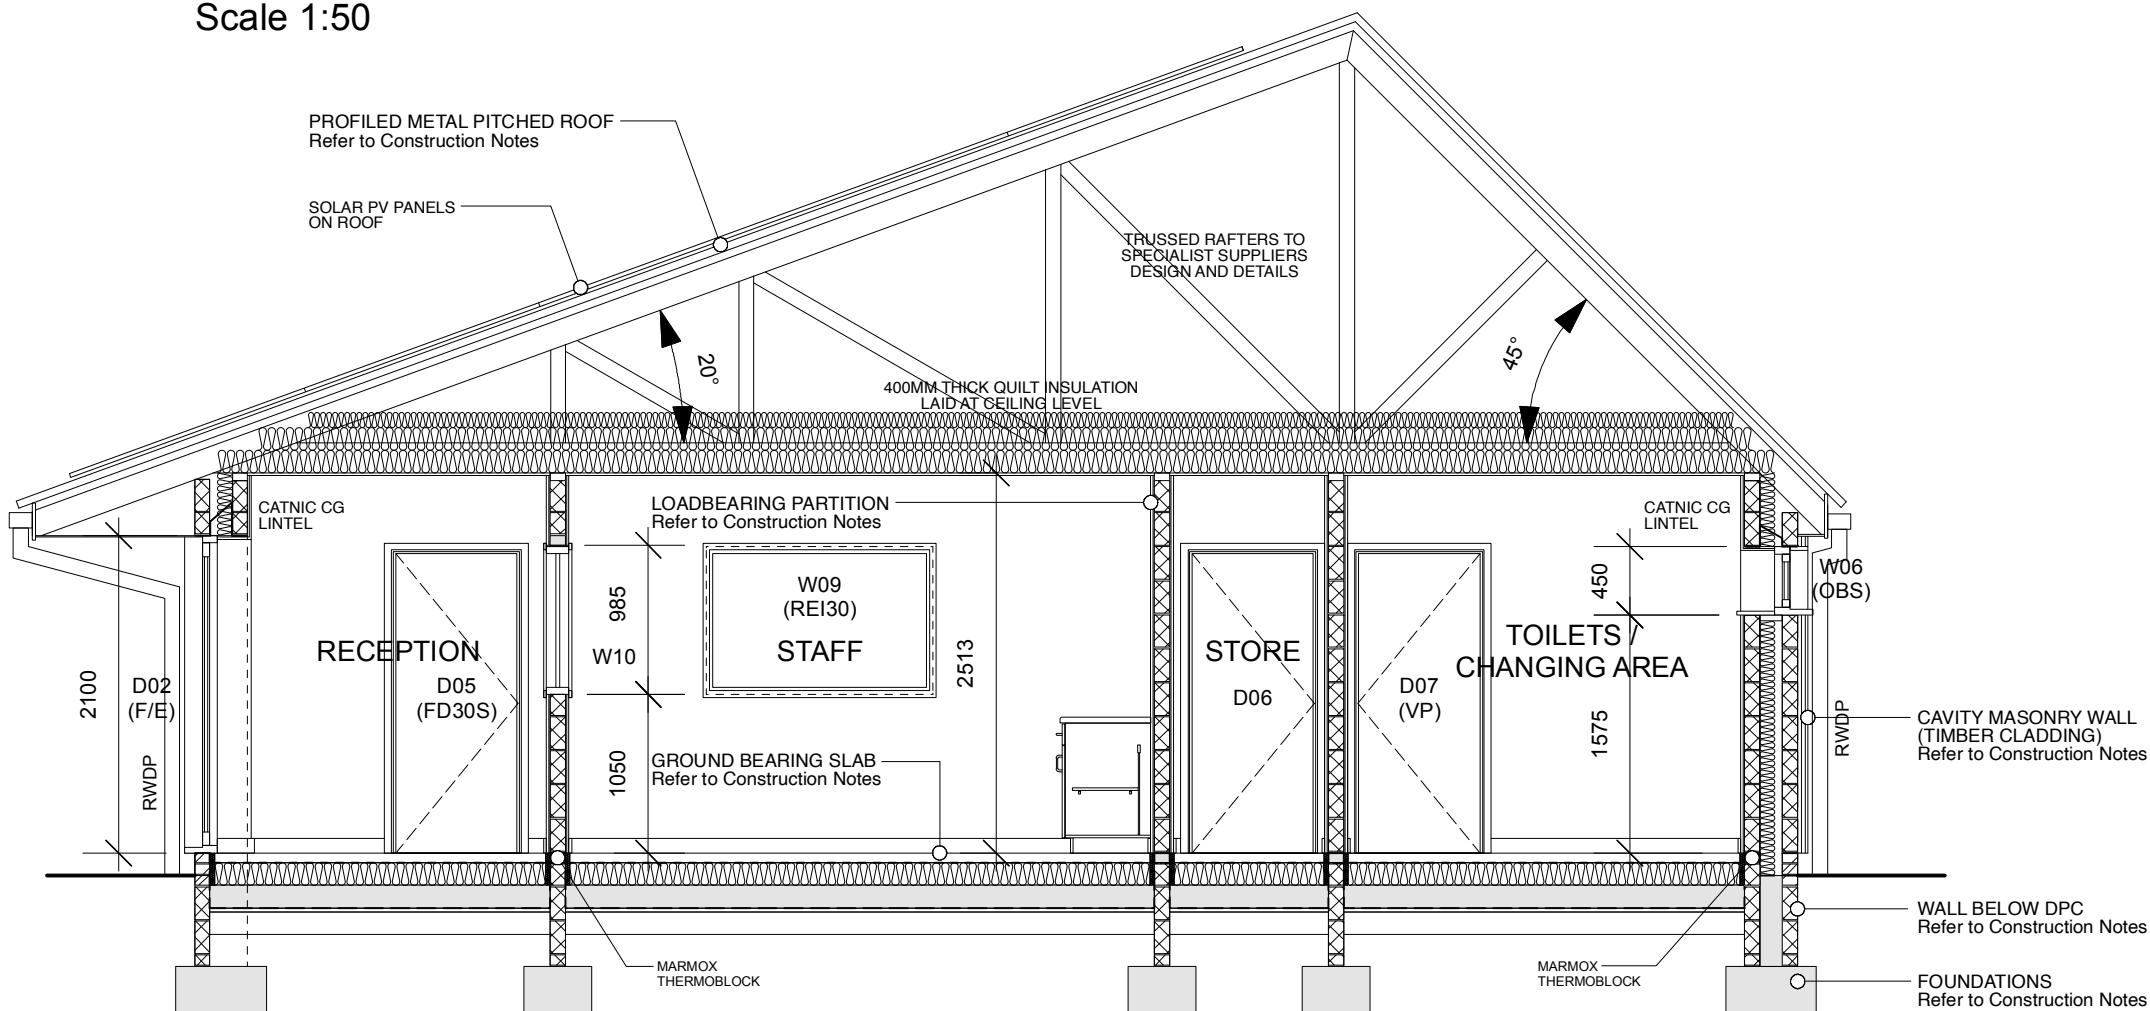 Scale 1:50
PROFILED METAL PITCHED ROOF
Refer to Construction Notes
SOLAR PV PANELS
ON ROOF
TRUSSED RAFTERS TO
SPECIALIST SUPPLIERS
DESIGN AND DETAILS
20°
45°
400MM THICK QUILT INSULATION
LAID AT CEILING LEVEL
CATNIC CG
LINTEL
LOADBEARING PARTITION
Refer to Construction Notes
CATNIC CG
LINTEL
W09
(REI30)
985
450
W06
(OBS)
RECEPTION
W10
STAFF
2513
STORE
TOILETS /
CHANGING AREA
2100
D02
(F/E)
D05
(FD30S)
D06
D07
(VP)
1575
RWDP
1050
GROUND BEARING SLAB
Refer to Construction Notes
RWDP
CAVITY MASONRY WALL
(TIMBER CLADDING)
Refer to Construction Notes
WALL BELOW DPC
Refer to Construction Notes
MARMOX
THERMOBLOCK
MARMOX
THERMOBLOCK
FOUNDATIONS
Refer to Construction Notes